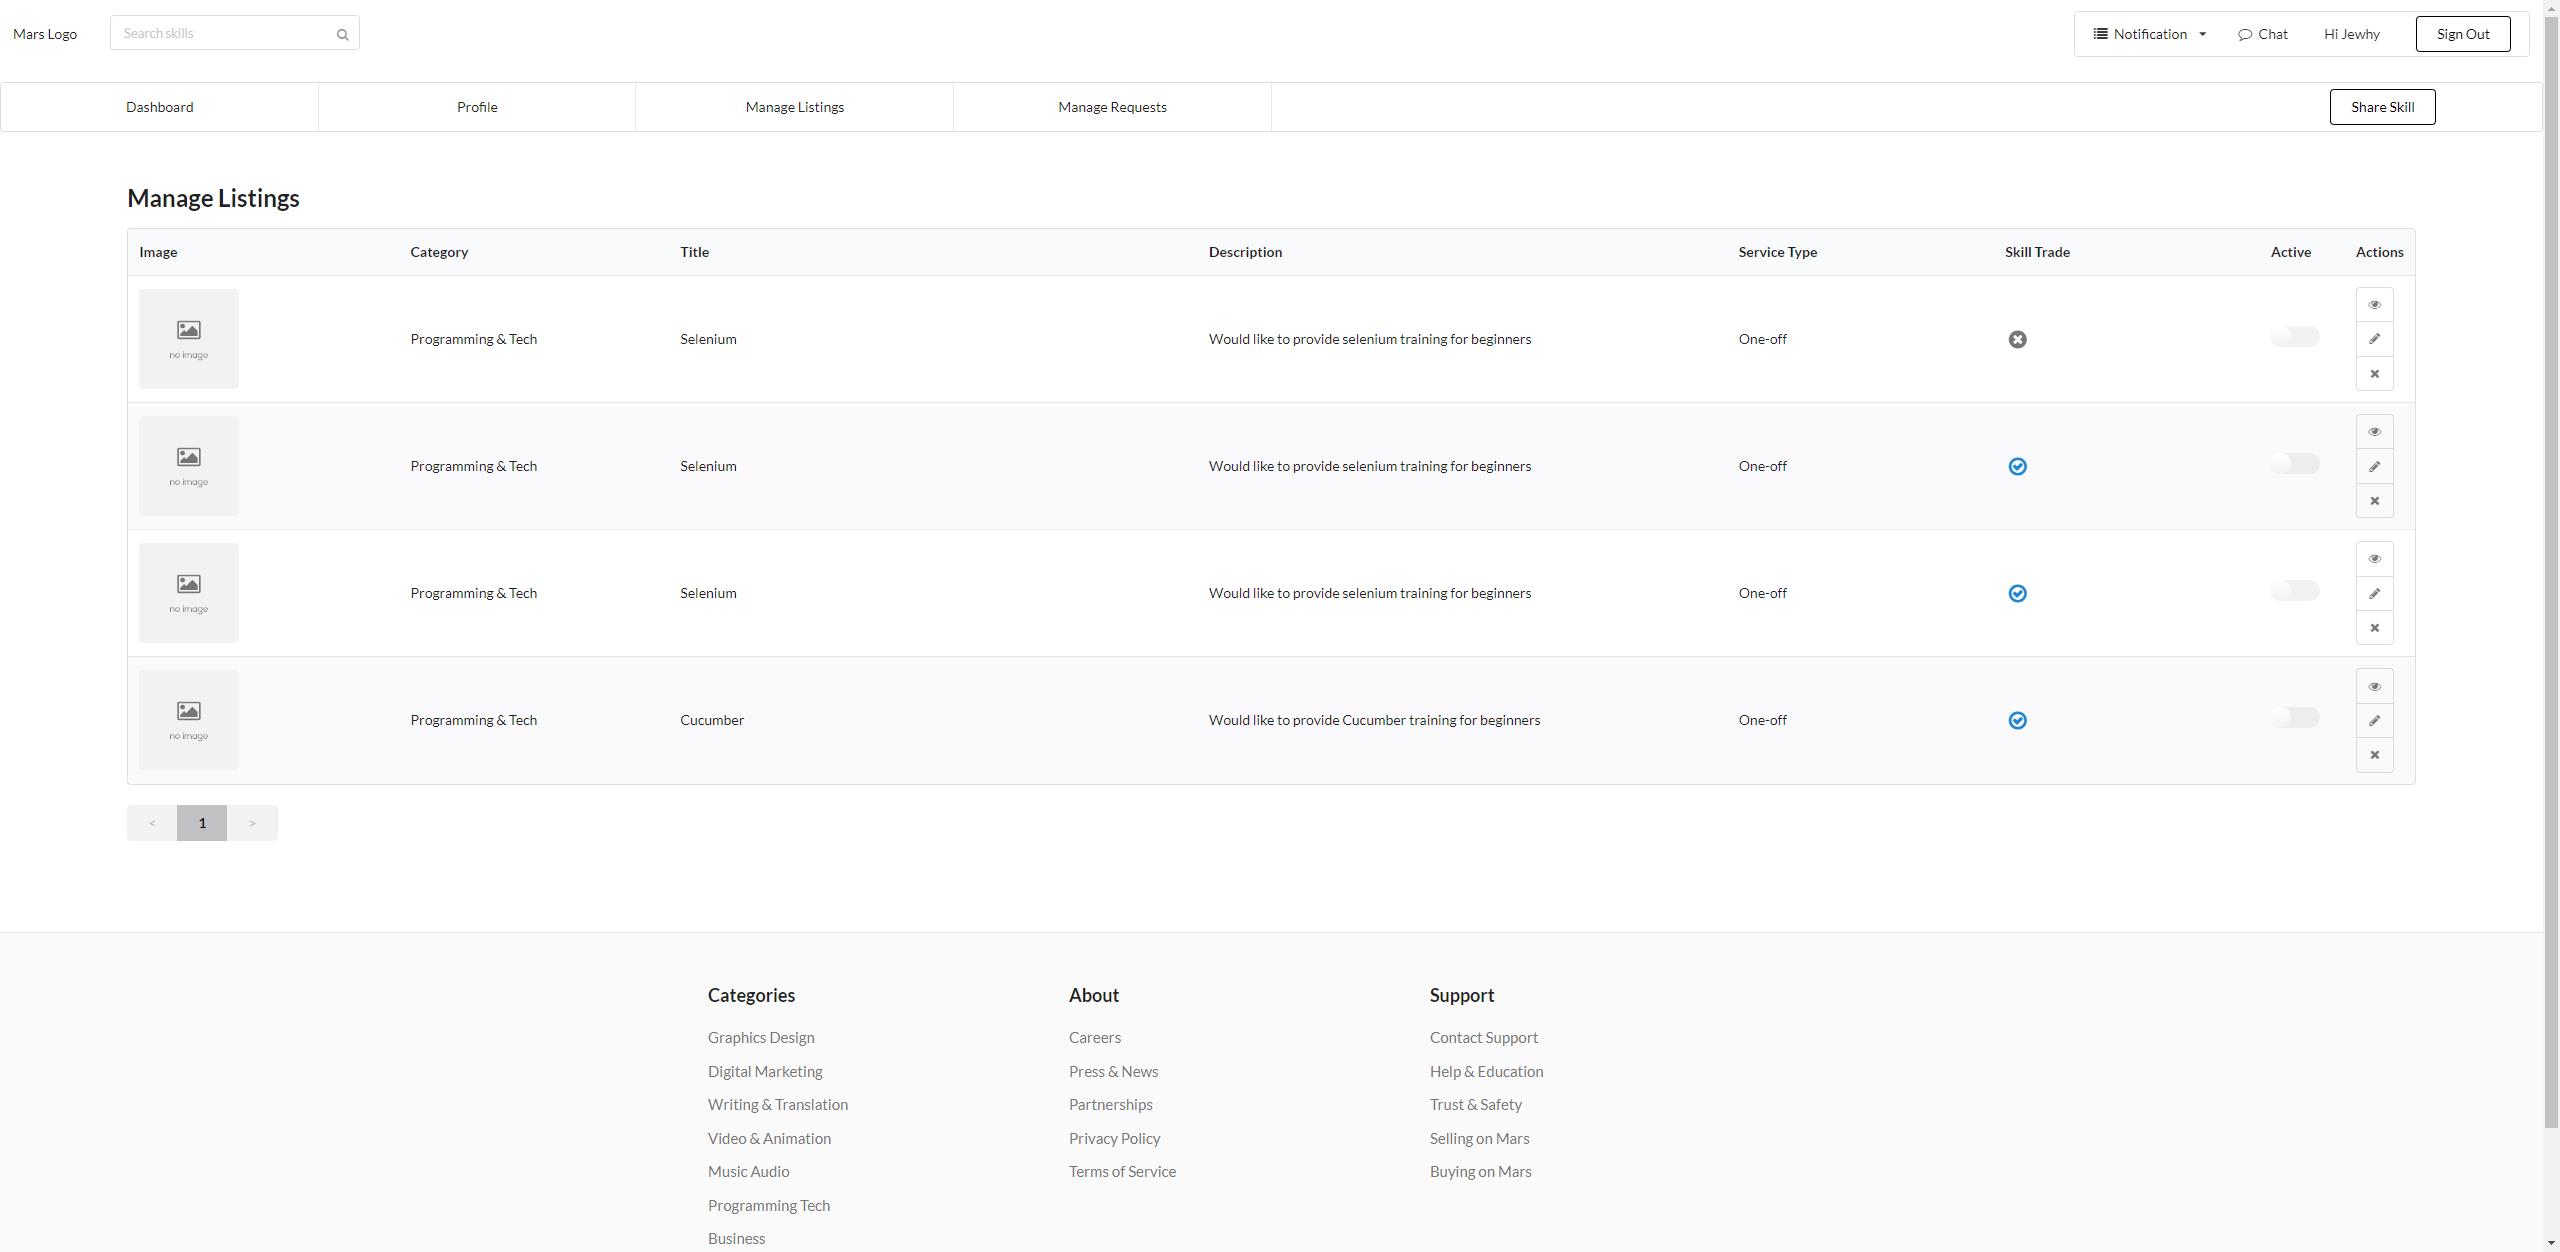 Mars Logo Search skills Notification Chat Hi Jewhy Sign Out
Dashboard Profile Manage Listings Manage Requests Share Skill
Manage Listings
Image Category Title Description Service Type Skill Trade Active Actions
no image Programming & Tech Selenium Would like to provide selenium training for beginners One-off
no image Programming & Tech Selenium Would like to provide selenium training for beginners One-off
no image Programming & Tech Selenium Would like to provide selenium training for beginners One-off
no image Programming & Tech Cucumber Would like to provide Cucumber training for beginners One-off
< 1 >
Categories
Graphics Design
Digital Marketing
Writing & Translation
Video & Animation
Music Audio
Programming Tech
Business
About
Careers
Press & News
Partnerships
Privacy Policy
Terms of Service
Support
Contact Support
Help & Education
Trust & Safety
Selling on Mars
Buying on Mars